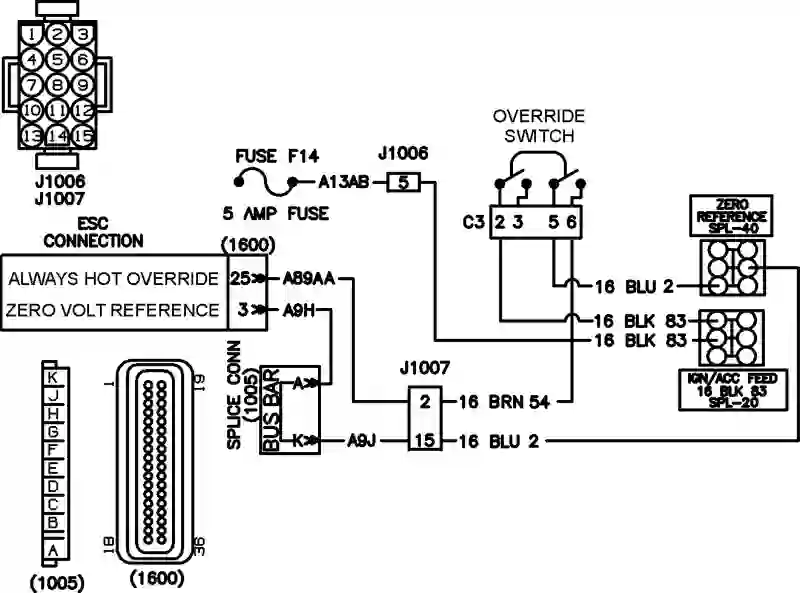 1 2 3
4 5 6
7 8 9
10 11 12
13 14 15
J1006
J1007
FUSE F14
5 AMP FUSE
A13AB
J1006
5
OVERRIDE
SWITCH
C3 2 3 5 6
ZERO
REFERENCE
SPL-40
ESC
CONNECTION
(1600)
ALWAYS HOT OVERRIDE 25 A89AA
ZERO VOLT REFERENCE 3 A9H
16 BLU 2
16 BLK 83
16 BLK 83
IGN/ACC FEED
16 BLK 83
SPL-20
SPLICE CONN
(1005)
BUS BAR
A
K
A9J
J1007
2 16 BRN 54
15 16 BLU 2
K
J
H
G
F
E
D
C
B
A
(1005)
1 19
18 36
(1600)